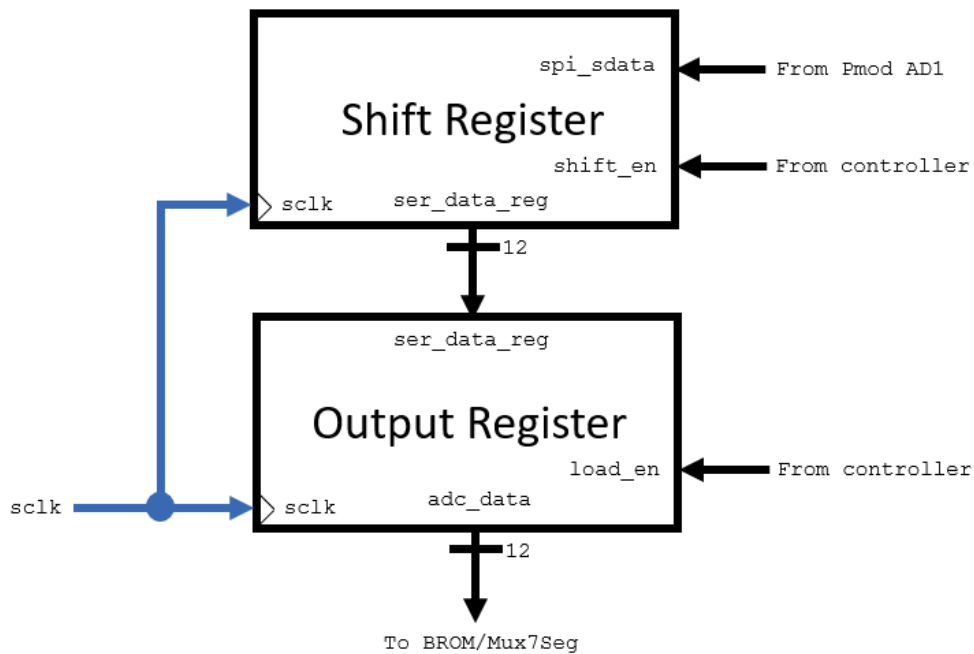 spi_sdata
From Pmod AD1
Shift Register
shift_en
From controller
sclk
ser_data_reg
12
ser_data_reg
Output Register
load_en
From controller
sclk
sclk
adc_data
12
To BROM/Mux7Seg